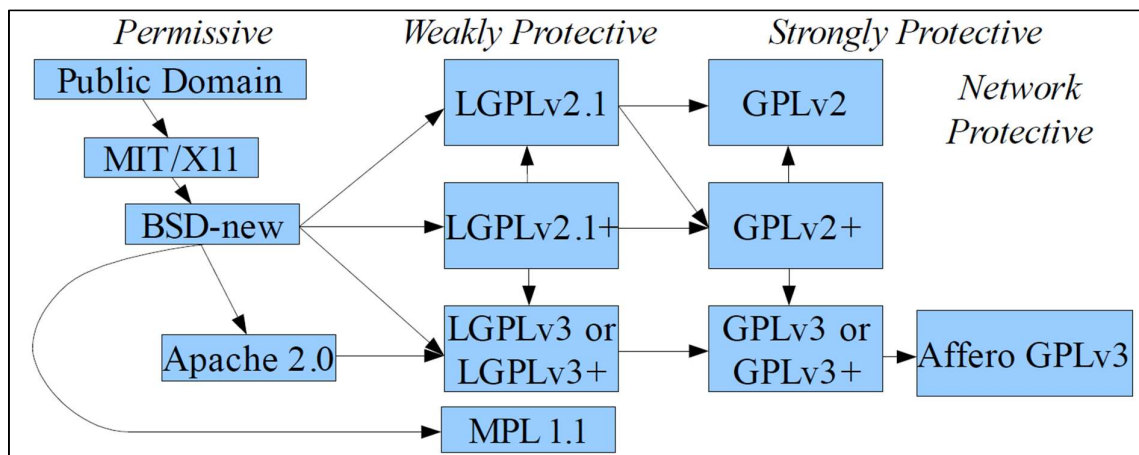 Permissive
Weakly Protective
Strongly Protective
Network
Protective
Public Domain
MIT/X11
BSD-new
Apache 2.0
LGPLv2.1
LGPLv2.1+
LGPLv3 or
LGPLv3+
MPL 1.1
GPLv2
GPLv2+
GPLv3 or
GPLv3+
Affero GPLv3